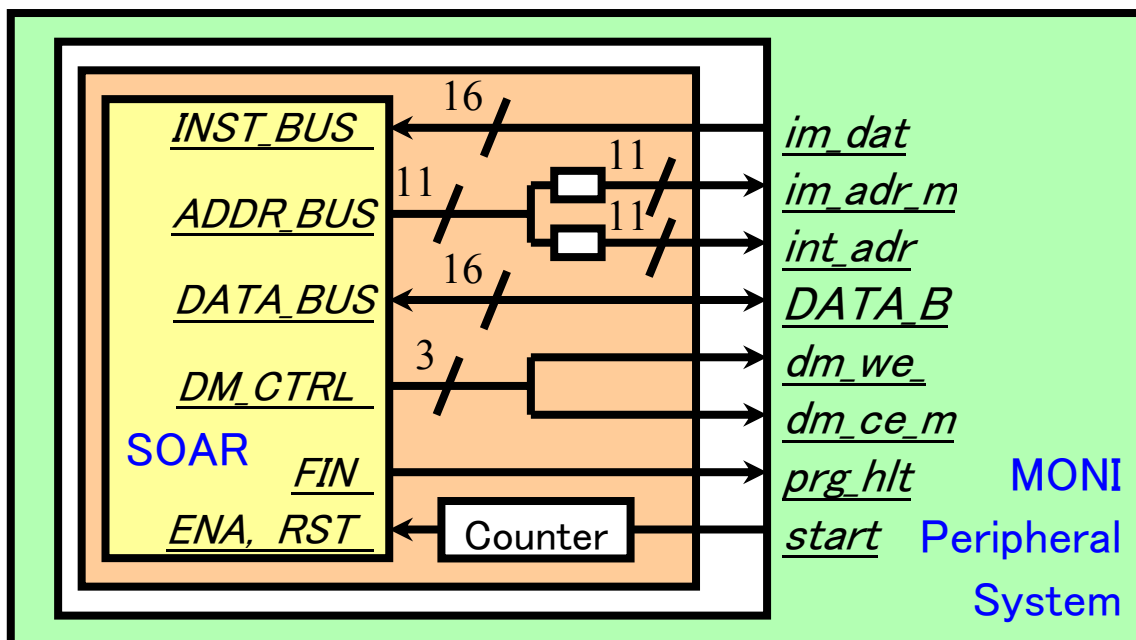 16
INST_BUS
im_dat
11
11
im_adr_m
ADDR_BUS
11
int_adr
16
DATA_BUS
DATA_B
3
dm_we_
DM_CTRL
dm_ce_m
SOAR
FIN
prg_hlt
MONI
ENA, RST
Counter
start
Peripheral
System